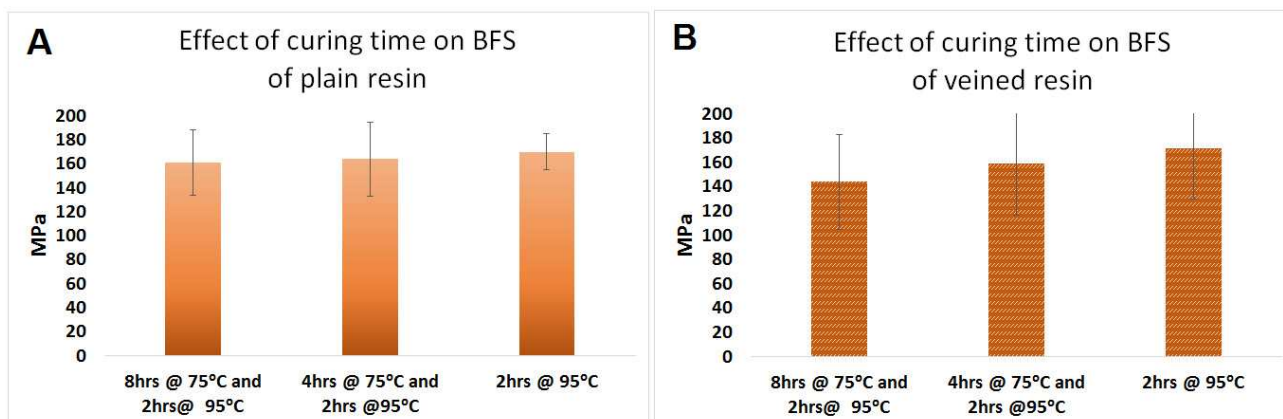 A
Effect of curing time on BFS
of plain resin
MPa
200
180
160
140
120
100
80
60
40
20
0
8hrs @ 75°C and
2hrs@ 95°C
4hrs @ 75°C and
2hrs @95°C
2hrs @ 95°C
B
Effect of curing time on BFS
of veined resin
MPa
200
180
160
140
120
100
80
60
40
20
0
8hrs @ 75°C and
2hrs@ 95°C
4hrs @ 75°C and
2hrs @95°C
2hrs @ 95°C